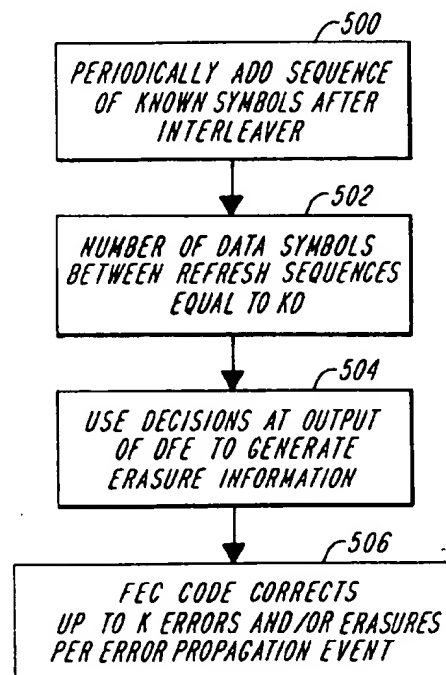 500
PERIODICALLY ADD SEQUENCE
OF KNOWN SYMBOLS AFTER
INTERLEAVER
502
NUMBER OF DATA SYMBOLS
BETWEEN REFRESH SEQUENCES
EQUAL TO KD
504
USE DECISIONS AT OUTPUT
OF DFE TO GENERATE
ERASURE INFORMATION
506
FEC CODE CORRECTS
UP TO K ERRORS AND/OR ERASURES
PER ERROR PROPAGATION EVENT